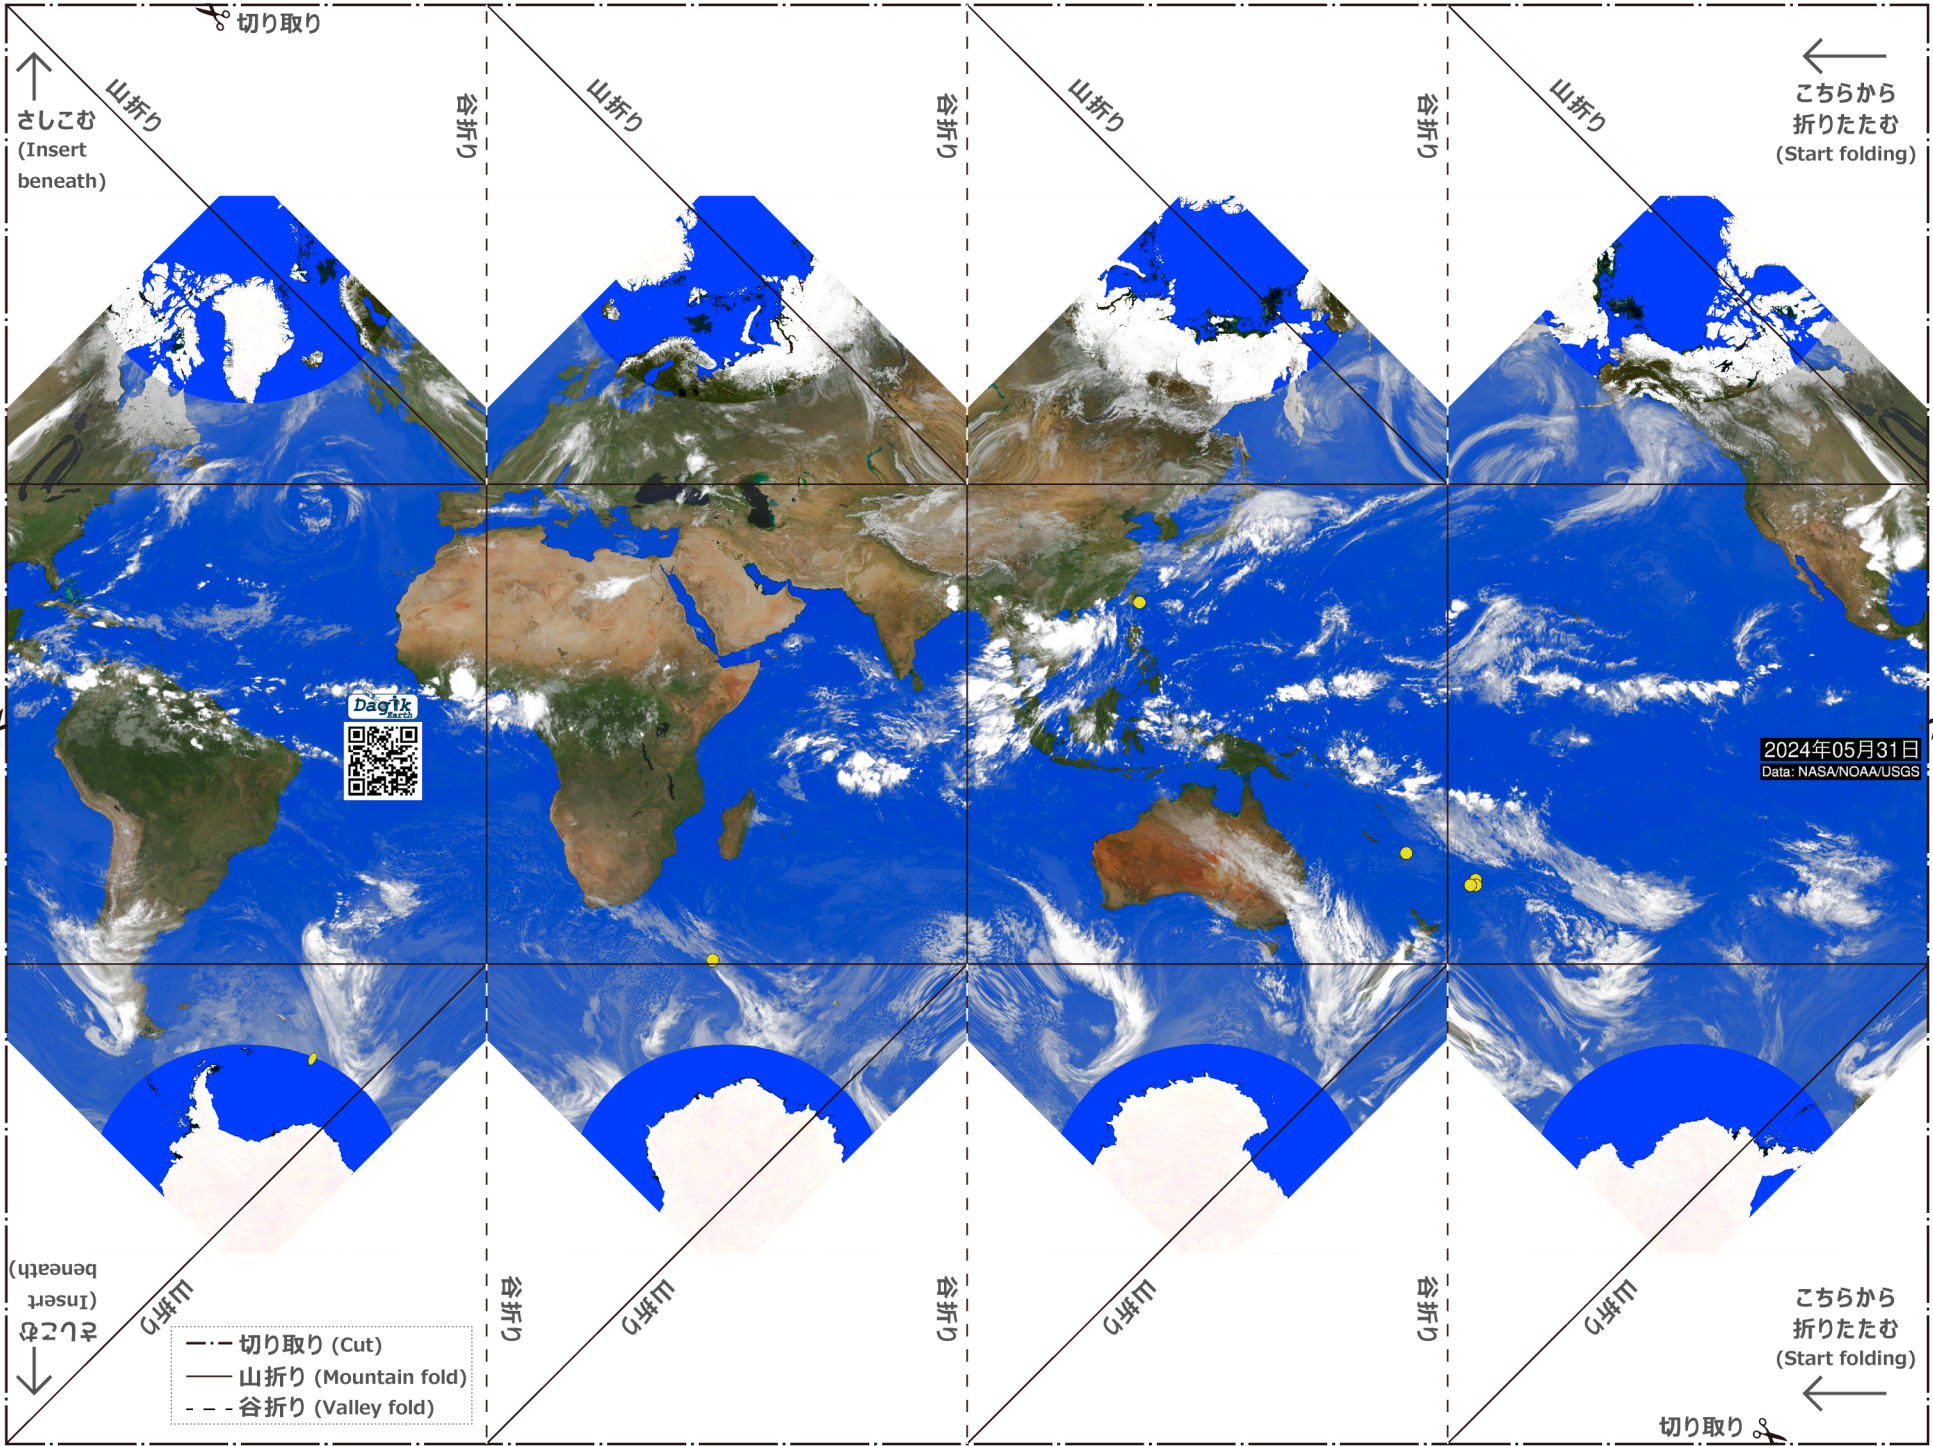 切り取り
山折り
谷折り
山折り
谷折り
山折り
谷折り
山折り
さしこむ
(Insert
beneath)
こちらから
折りたたむ
(Start folding)
Dagik
Earth
2024年05月31日
Data: NASA/NOAA/USGS
さしこむ
(Insert
beneath)
山折り
谷折り
山折り
谷折り
山折り
谷折り
山折り
こちらから
折りたたむ
(Start folding)
切り取り (Cut)
山折り (Mountain fold)
谷折り (Valley fold)
切り取り